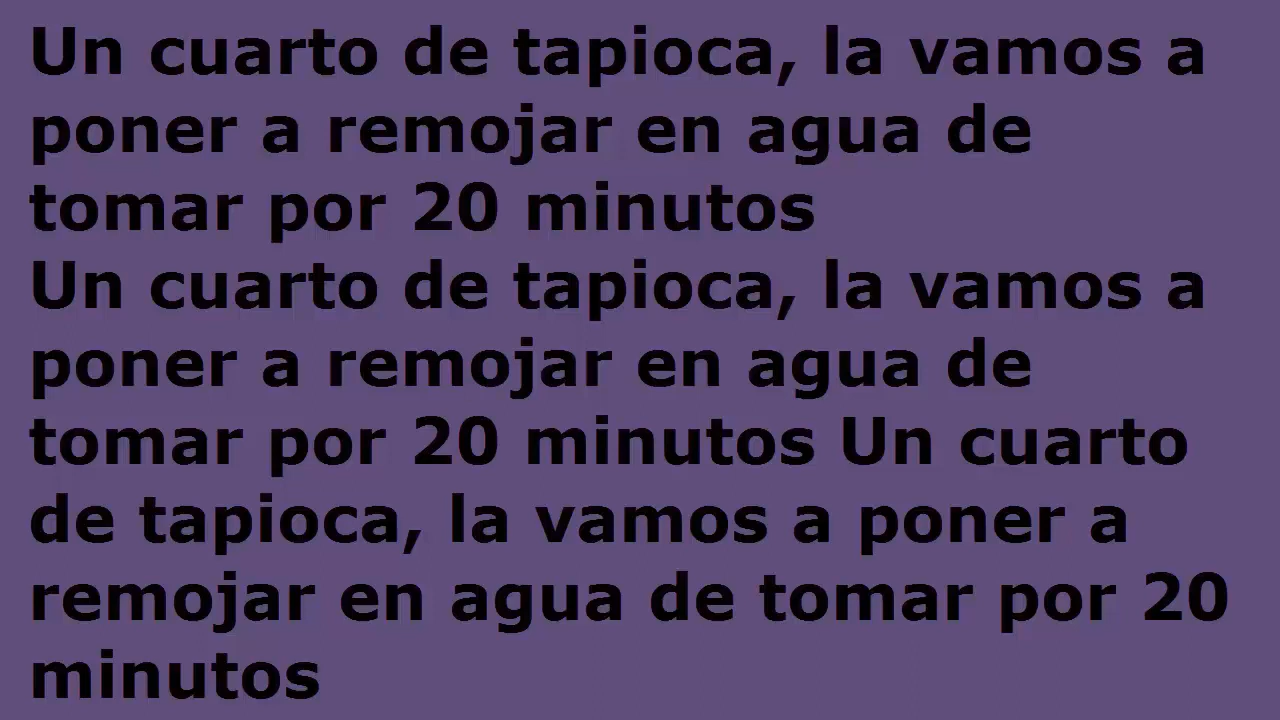 Un cuarto de tapioca, la vamos a
poner a remojar en agua de
tomar por 20 minutos
Un cuarto de tapioca, la vamos a
poner a remojar en agua de
tomar por 20 minutos Un cuarto
de tapioca, la vamos a poner a
remojar en agua de tomar por 20
minutos